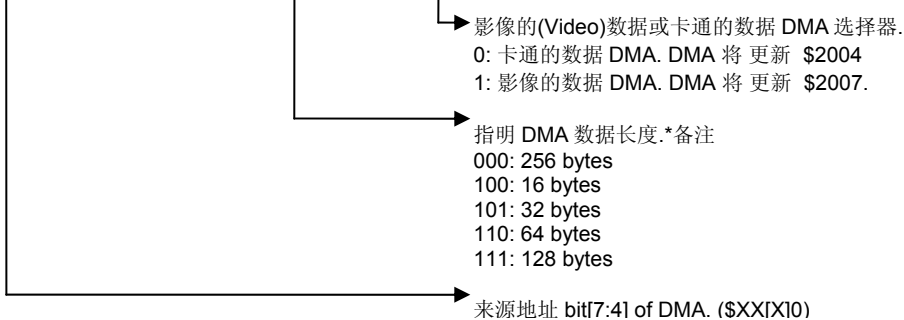 影像的(Video)数据或卡通的数据 DMA 选择器.
0: 卡通的数据 DMA. DMA 将 更新 $2004
1: 影像的数据 DMA. DMA 将 更新 $2007.
指明 DMA 数据长度.*备注
000: 256 bytes
100: 16 bytes
101: 32 bytes
110: 64 bytes
111: 128 bytes
来源地址 bit[7:4] of DMA. ($XX[X]0)